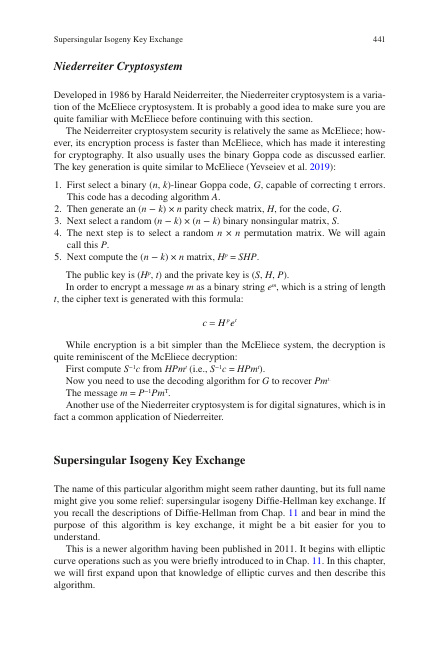 Supersingular Isogeny Key Exchange 441
Niederreiter Cryptosystem
Developed in 1986 by Harald Neiderreiter, the Niederreiter cryptosystem is a varia-
tion of the McEliece cryptosystem. It is probably a good idea to make sure you are
quite familiar with McEliece before continuing with this section.
The Neiderreiter cryptosystem security is relatively the same as McEliece; how-
ever, its encryption process is faster than McEliece, which has made it interesting
for cryptography. It also usually uses the binary Goppa code as discussed earlier.
The key generation is quite similar to McEliece (Yevseiev et al. 2019):
1. First select a binary (n, k)-linear Goppa code, G, capable of correcting t errors.
This code has a decoding algorithm A.
2. Then generate an (n − k) × n parity check matrix, H, for the code, G.
3. Next select a random (n − k) × (n − k) binary nonsingular matrix, S.
4. The next step is to select a random n × n permutation matrix. We will again
call this P.
5. Next compute the (n − k) × n matrix, Hᵖ = SHP.
The public key is (Hᵖ, t) and the private key is (S, H, P).
In order to encrypt a message m as a binary string eᵐ, which is a string of length
t, the cipher text is generated with this formula:
c = Hᵖeᵗ
While encryption is a bit simpler than the McEliece system, the decryption is
quite reminiscent of the McEliece decryption:
First compute S⁻¹c from HPmᵗ (i.e., S⁻¹c = HPmᵗ).
Now you need to use the decoding algorithm for G to recover Pmᵗ
The message m = P⁻¹Pmᵀ.
Another use of the Niederreiter cryptosystem is for digital signatures, which is in
fact a common application of Niederreiter.
Supersingular Isogeny Key Exchange
The name of this particular algorithm might seem rather daunting, but its full name
might give you some relief: supersingular isogeny Diffie-Hellman key exchange. If
you recall the descriptions of Diffie-Hellman from Chap. 11 and bear in mind the
purpose of this algorithm is key exchange, it might be a bit easier for you to
understand.
This is a newer algorithm having been published in 2011. It begins with elliptic
curve operations such as you were briefly introduced to in Chap. 11. In this chapter,
we will first expand upon that knowledge of elliptic curves and then describe this
algorithm.